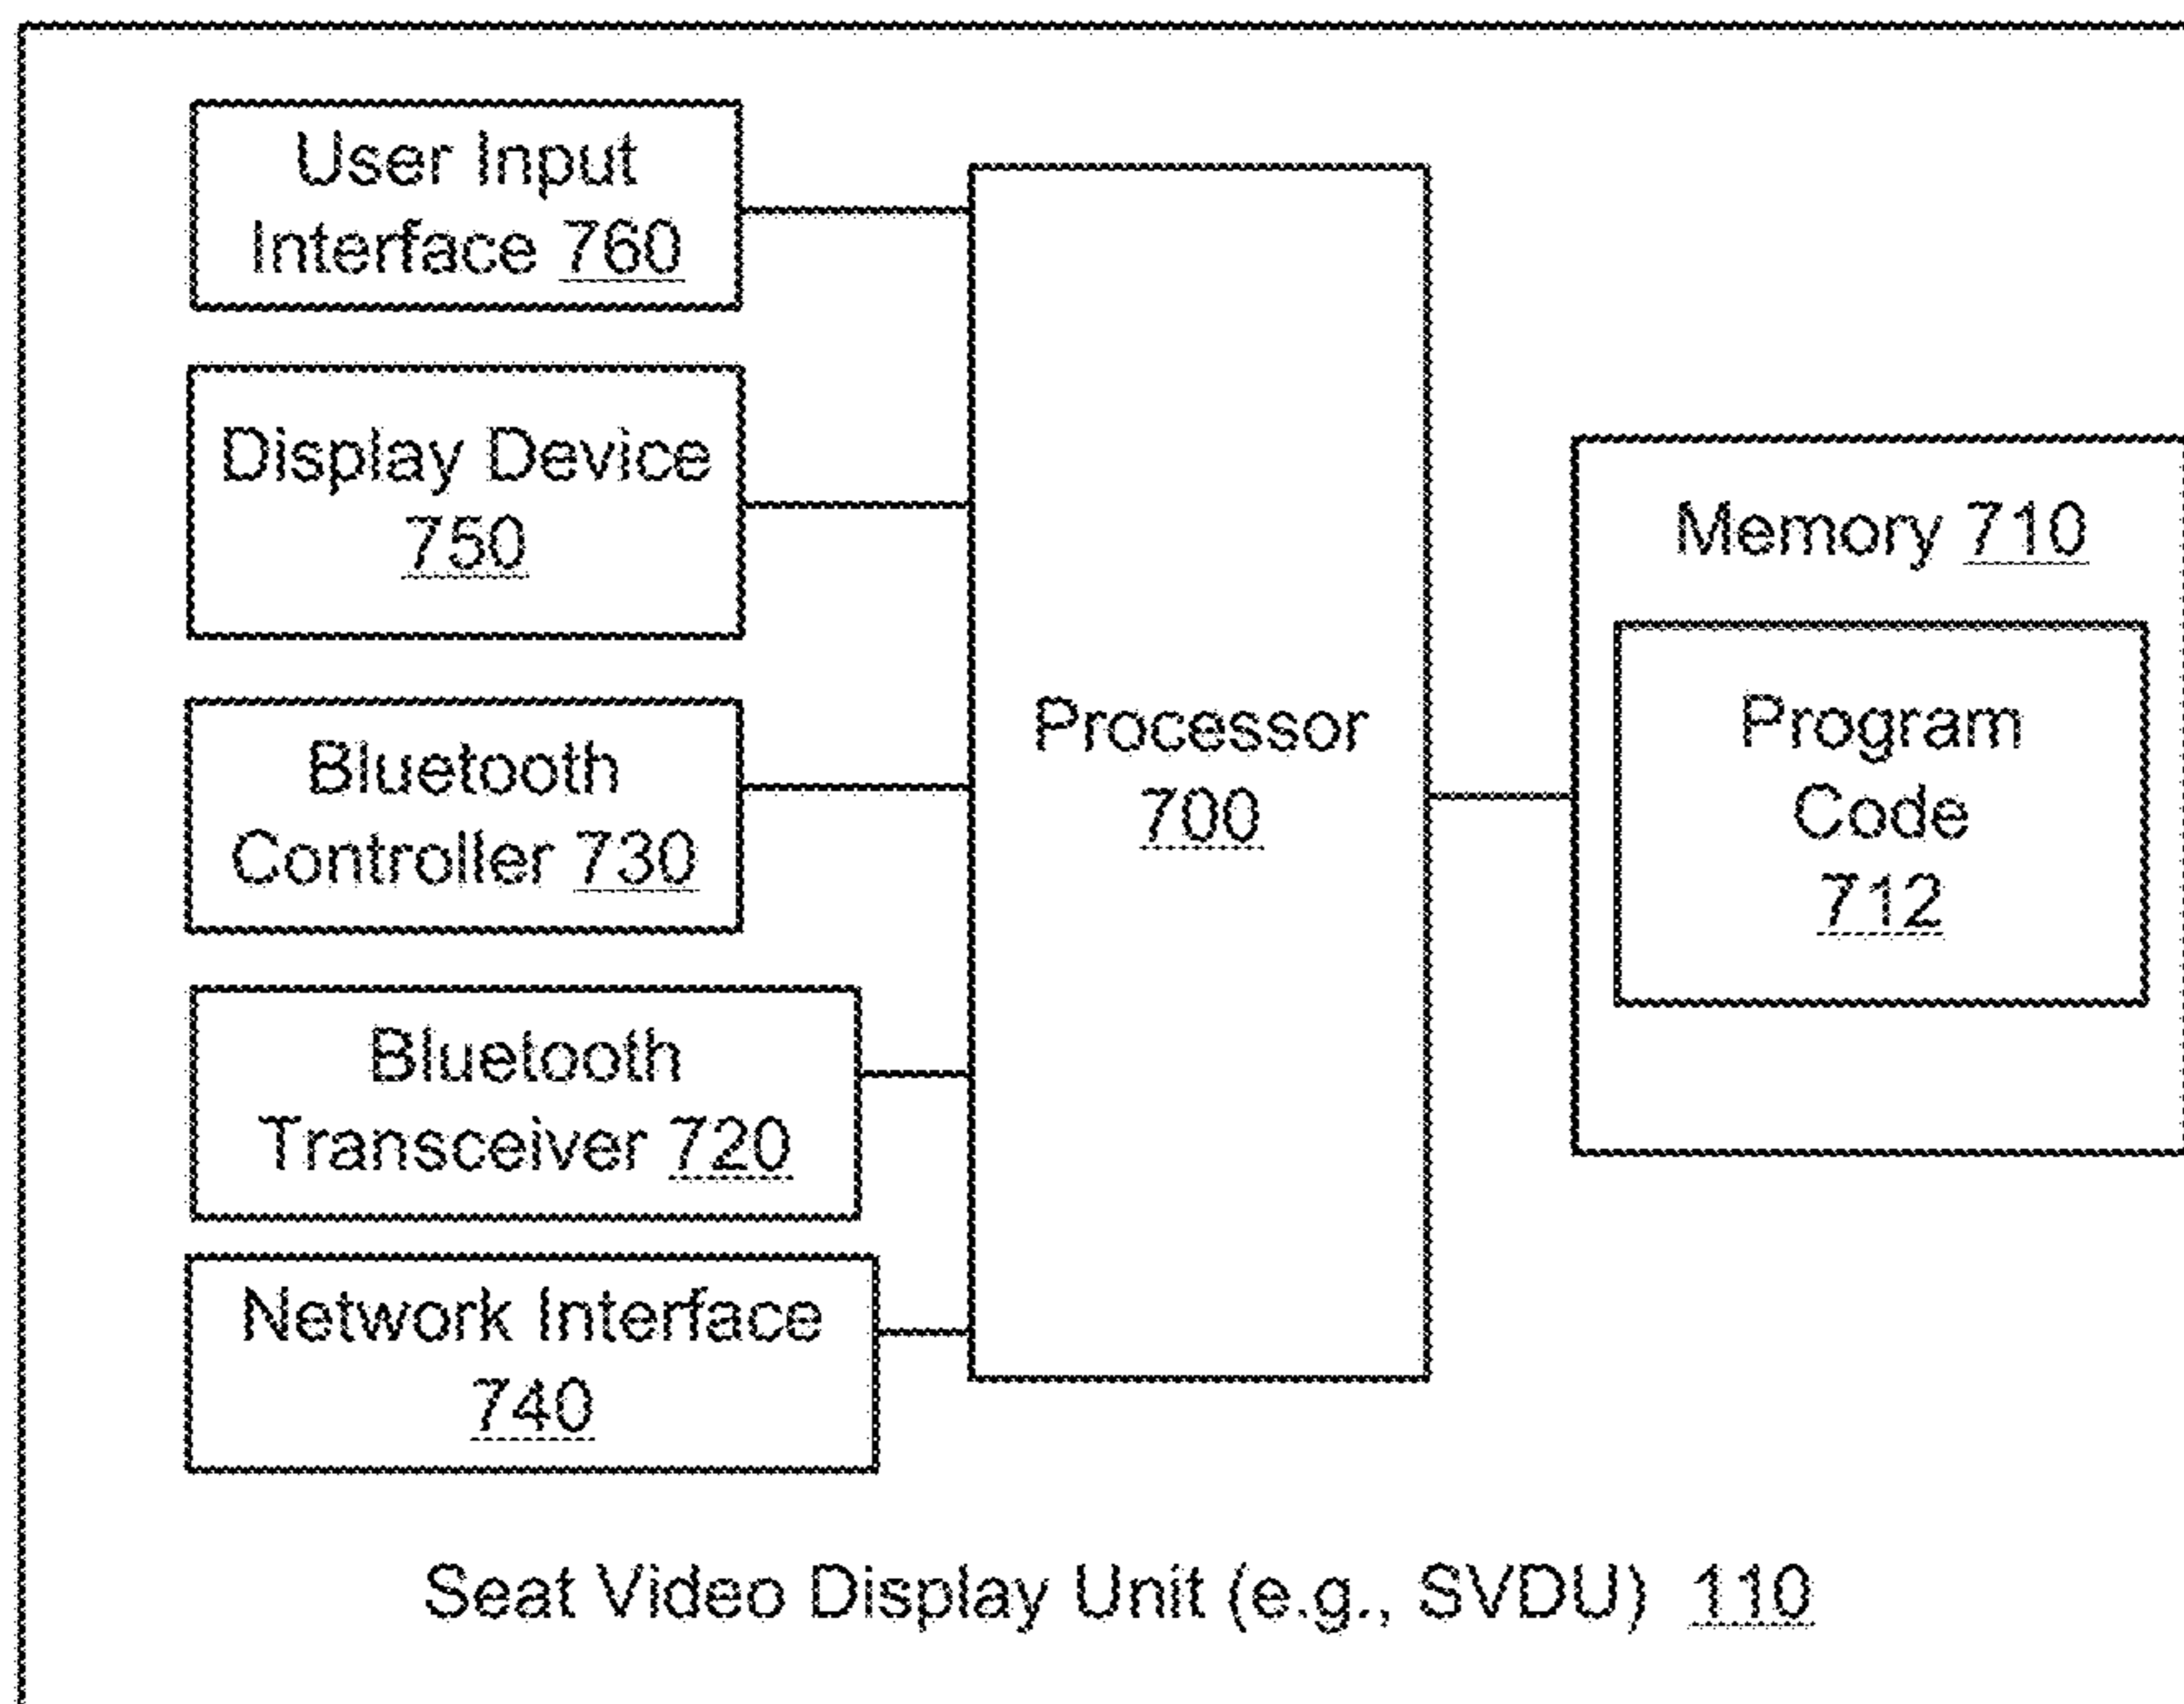 User Input
Interface 760
Display Device
750
Bluetooth
Controller 730
Bluetooth
Transceiver 720
Network Interface
740
Processor
700
Memory 710
Program
Code
712
Seat Video Display Unit (e.g., SVDU) 110